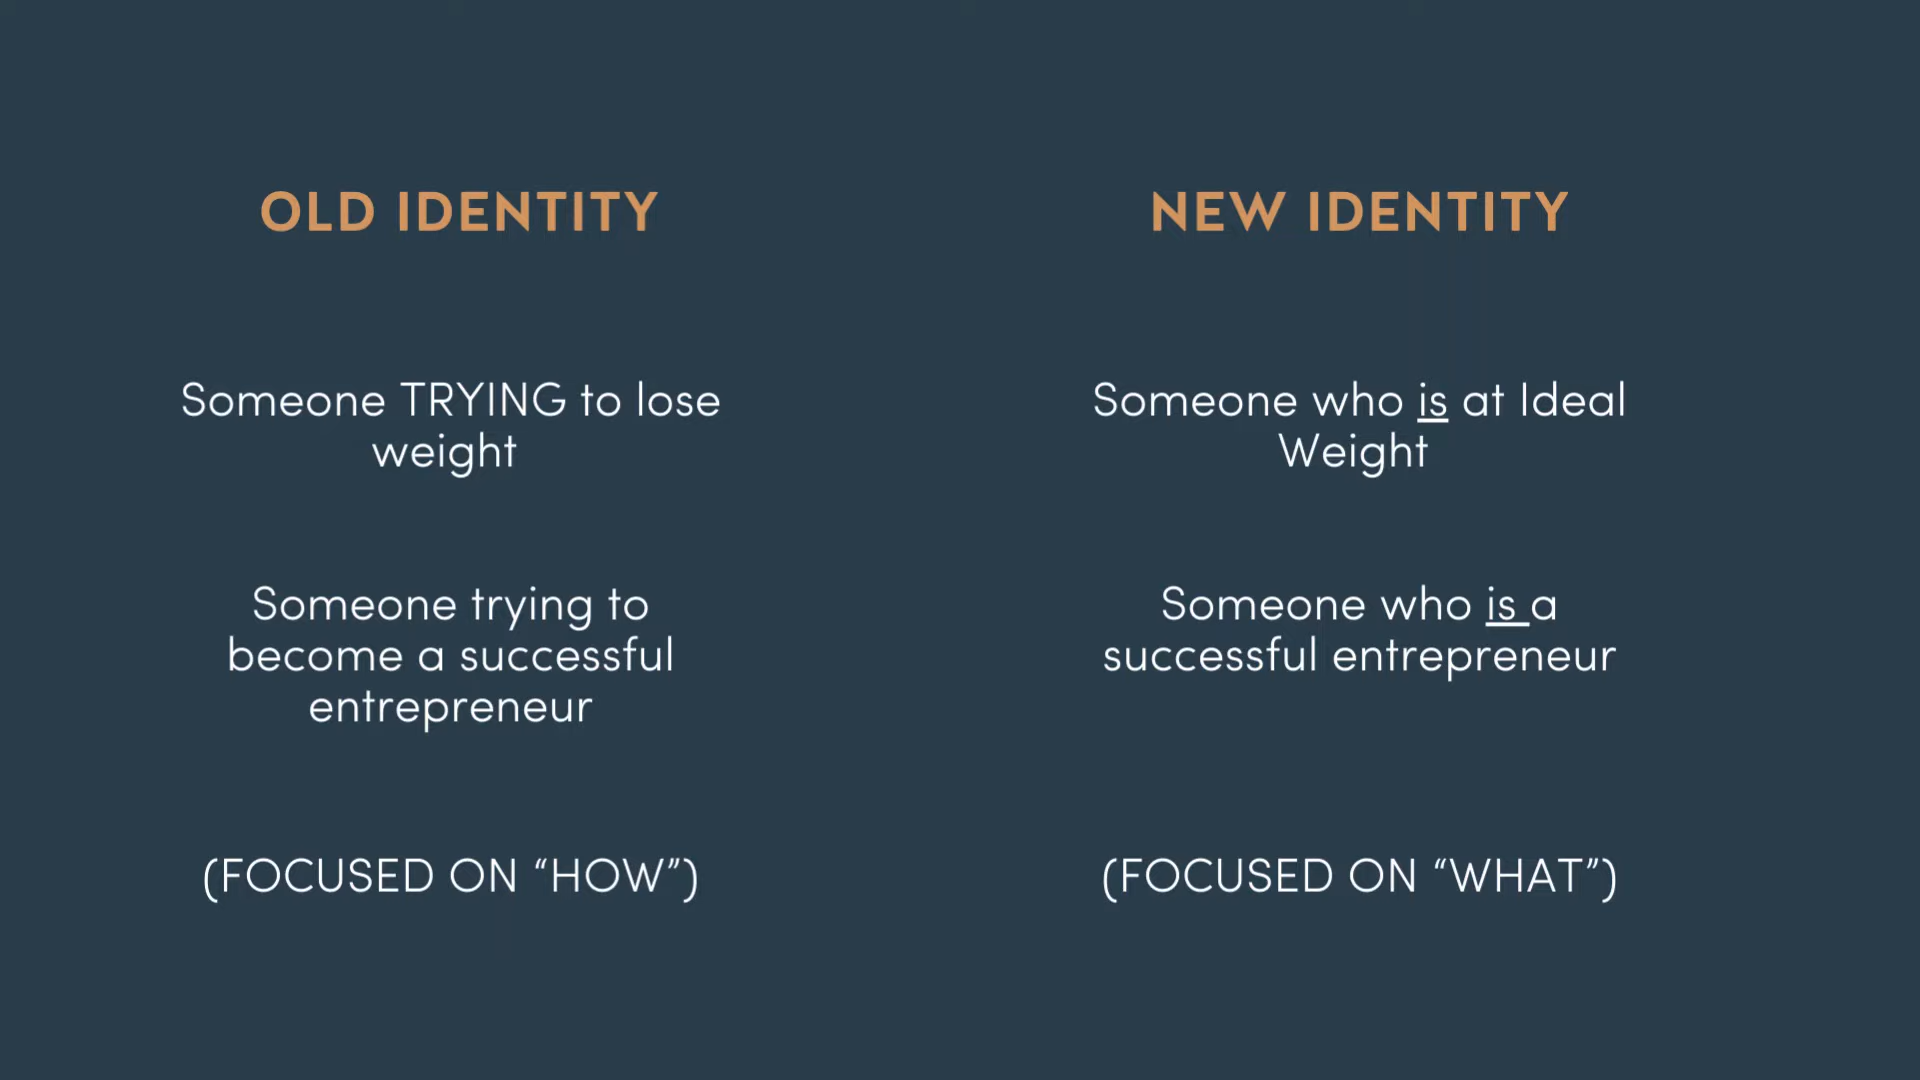 OLD IDENTITY
Someone TRYING to lose
weight
Someone trying to
become a successful
entrepreneur
(FOCUSED ON “HOW”)
NEW IDENTITY
Someone who is at Ideal
Weight
Someone who is a
successful entrepreneur
(FOCUSED ON “WHAT”)